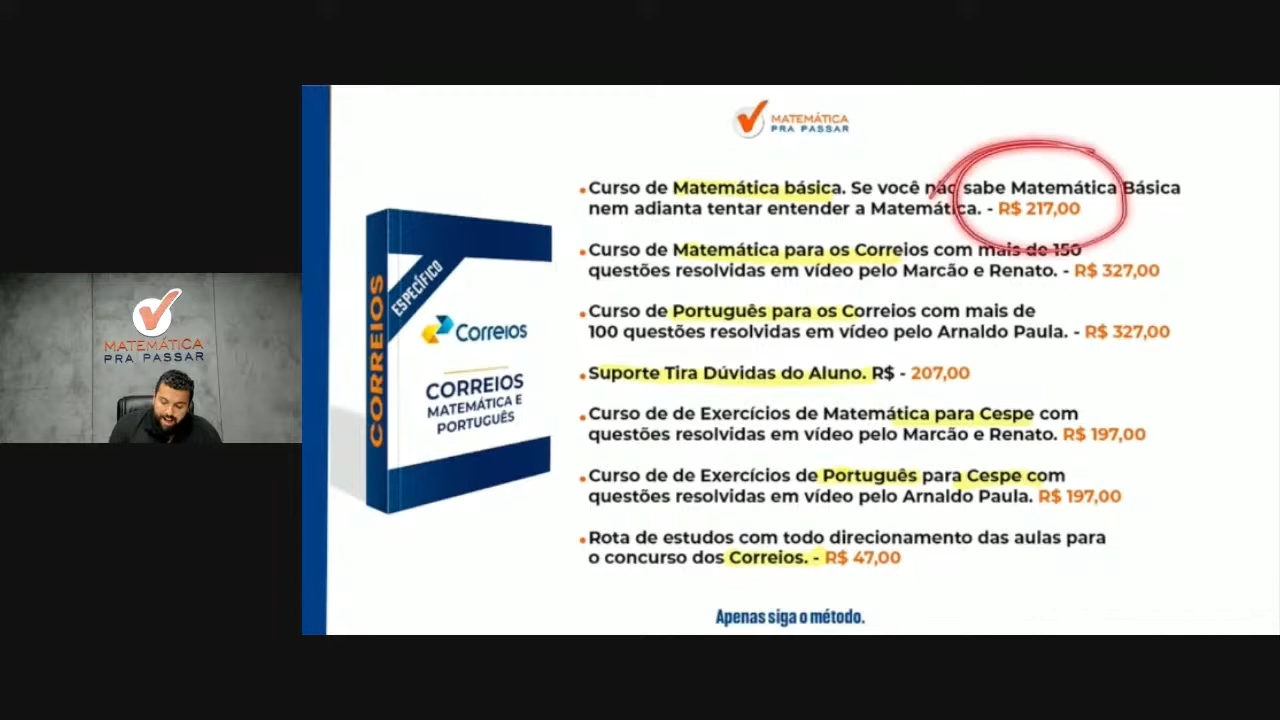 MATEMÁTICA
PRA PASSAR
MATEMÁTICA
PRA PASSAR
CORREIOS
ESPECÍFICO
Correios
CORREIOS
MATEMÁTICA E
PORTUGUÊS
Curso de Matemática básica. Se você não sabe Matemática Básica
nem adianta tentar entender a Matemática. - R$ 217,00
Curso de Matemática para os Correios com mais de 150
questões resolvidas em vídeo pelo Marcão e Renato. - R$ 327,00
Curso de Português para os Correios com mais de
100 questões resolvidas em vídeo pelo Arnaldo Paula. - R$ 327,00
Suporte Tira Dúvidas do Aluno. R$ - 207,00
Curso de de Exercícios de Matemática para Cespe com
questões resolvidas em vídeo pelo Marcão e Renato. R$ 197,00
Curso de de Exercícios de Português para Cespe com
questões resolvidas em vídeo pelo Arnaldo Paula. R$ 197,00
Rota de estudos com todo direcionamento das aulas para
o concurso dos Correios. - R$ 47,00
Apenas siga o método.